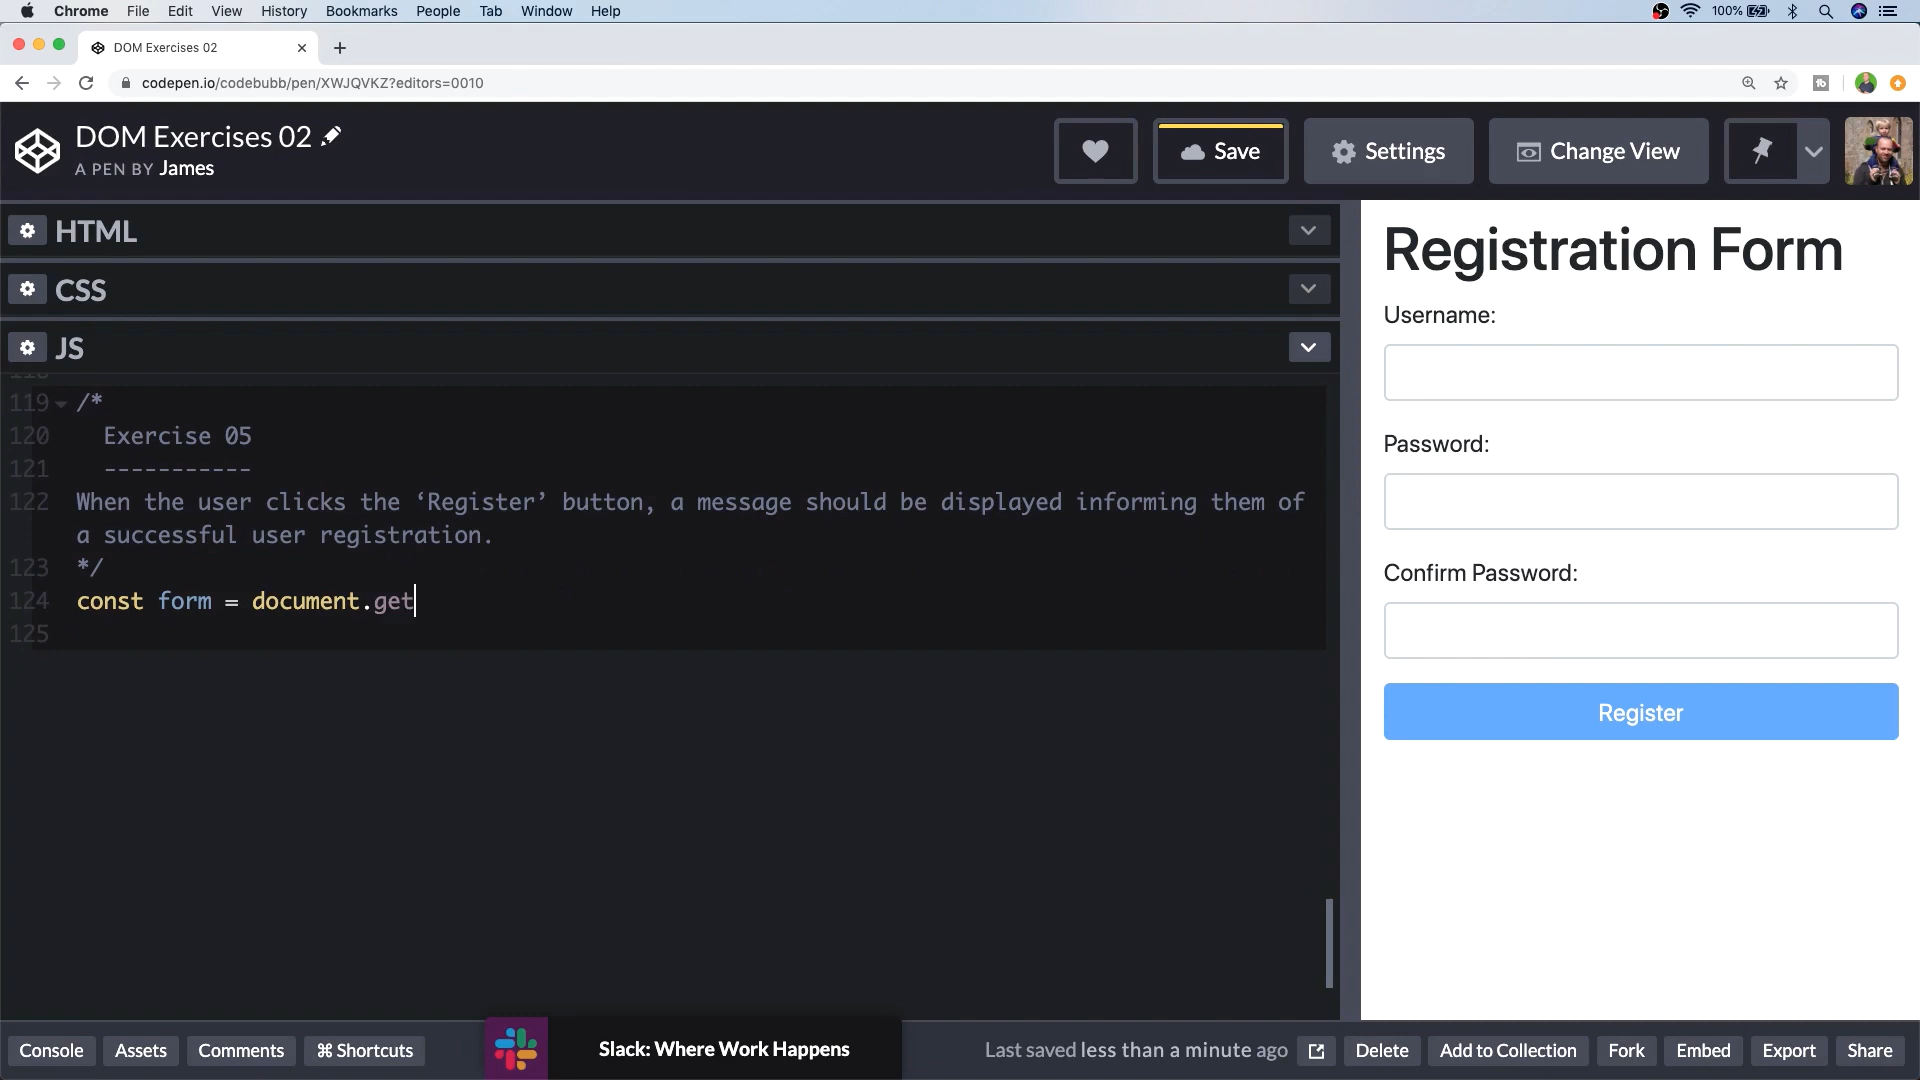 Chrome File Edit View History Bookmarks People Tab Window Help
100%
DOM Exercises 02
codepen.io/codebubb/pen/XWJQVKZ?editors=0010
DOM Exercises 02
A PEN BY James
Save
Settings
Change View
HTML
CSS
JS
119 /*
120 Exercise 05
121 -----------
122 When the user clicks the ‘Register’ button, a message should be displayed informing them of
a successful user registration.
123 */
124 const form = document.get
125
Registration Form
Username:
Password:
Confirm Password:
Register
Console Assets Comments ⌘ Shortcuts
Slack: Where Work Happens
Last saved less than a minute ago
Delete Add to Collection Fork Embed Export Share